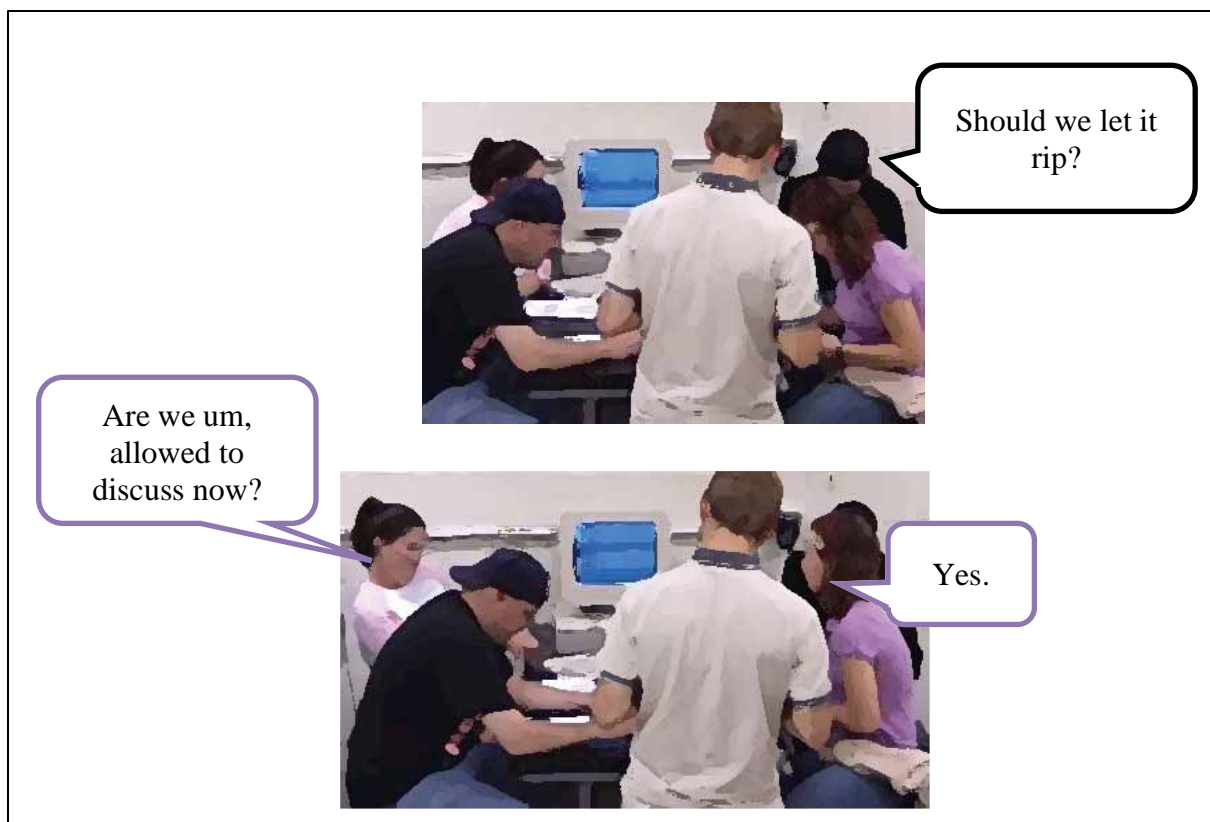 Should we let it
rip?
Are we um,
allowed to
discuss now?
Yes.